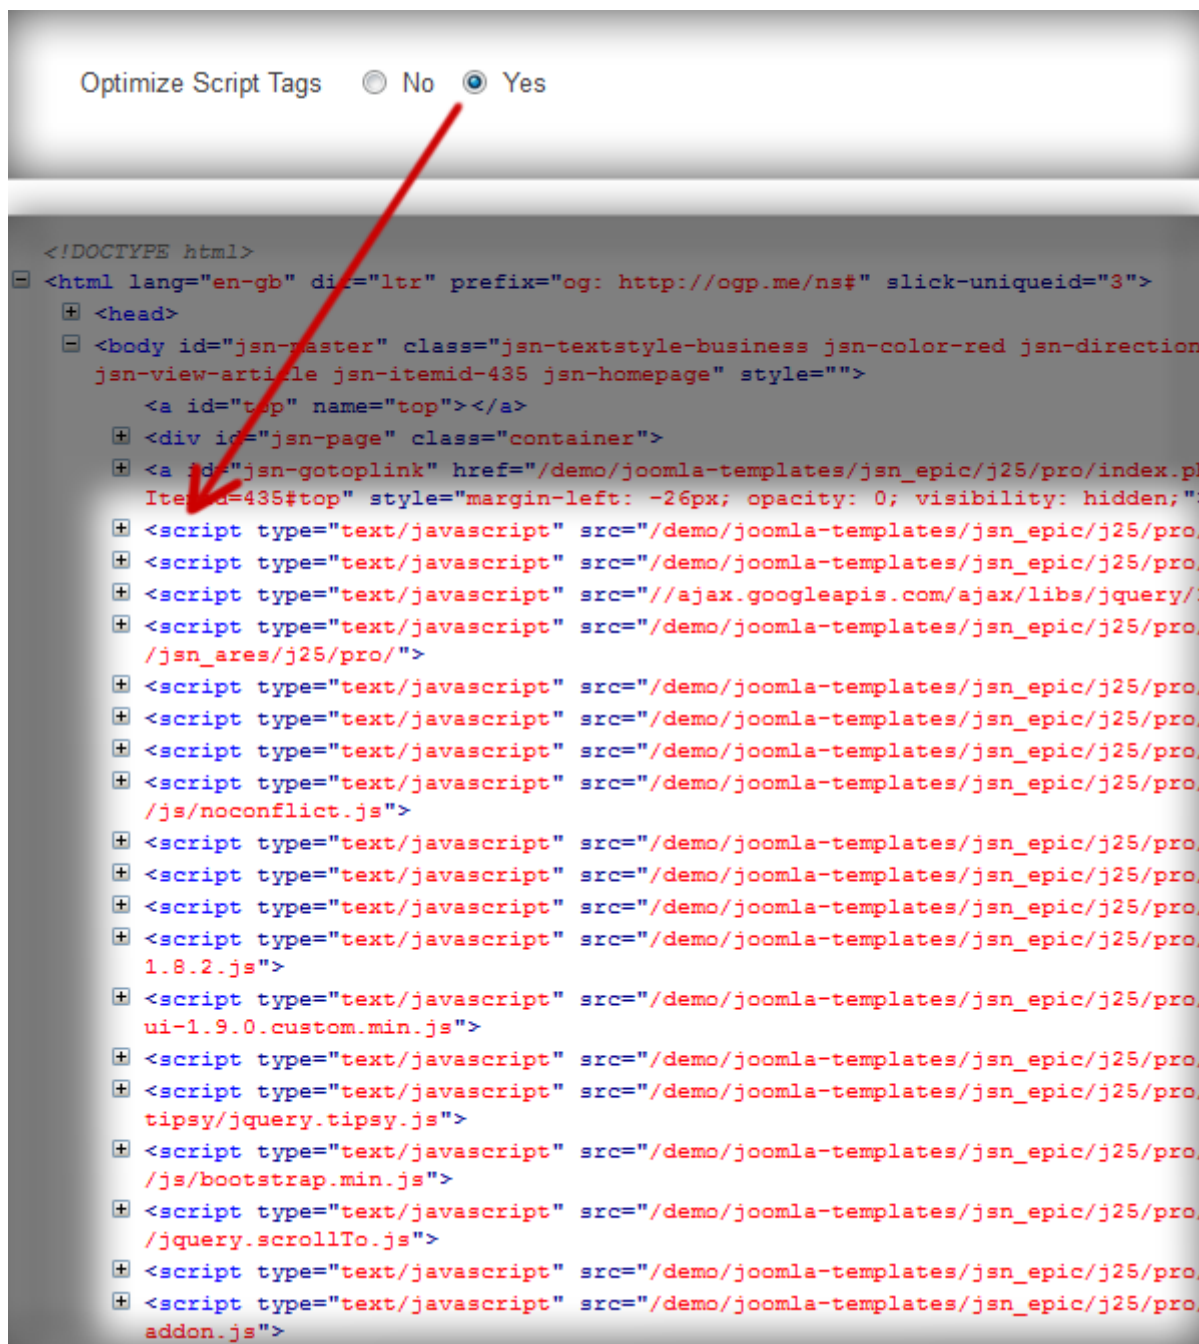 Optimize Script Tags No Yes
<!DOCTYPE html>
<html lang="en-gb" dir="ltr" prefix="og: http://ogp.me/ns#" slick-uniqueid="3">
<head>
<body id="jsn-master" class="jsn-textstyle-business jsn-color-red jsn-direction
jsn-view-article jsn-itemid-435 jsn-homepage" style="">
<a id="top" name="top"></a>
<div id="jsn-page" class="container">
<a id="jsn-gotoplink" href="/demo/joomla-templates/jsn_epic/j25/pro/index.p
Itemid=435#top" style="margin-left: -26px; opacity: 0; visibility: hidden;"
<script type="text/javascript" src="/demo/joomla-templates/jsn_epic/j25/pro/
<script type="text/javascript" src="/demo/joomla-templates/jsn_epic/j25/pro/
<script type="text/javascript" src="//ajax.googleapis.com/ajax/libs/jquery/
<script type="text/javascript" src="/demo/joomla-templates/jsn_epic/j25/pro/
/jsn_ares/j25/pro/">
<script type="text/javascript" src="/demo/joomla-templates/jsn_epic/j25/pro/
<script type="text/javascript" src="/demo/joomla-templates/jsn_epic/j25/pro/
<script type="text/javascript" src="/demo/joomla-templates/jsn_epic/j25/pro/
<script type="text/javascript" src="/demo/joomla-templates/jsn_epic/j25/pro/
/js/noconflict.js">
<script type="text/javascript" src="/demo/joomla-templates/jsn_epic/j25/pro/
<script type="text/javascript" src="/demo/joomla-templates/jsn_epic/j25/pro/
<script type="text/javascript" src="/demo/joomla-templates/jsn_epic/j25/pro/
<script type="text/javascript" src="/demo/joomla-templates/jsn_epic/j25/pro/
1.8.2.js">
<script type="text/javascript" src="/demo/joomla-templates/jsn_epic/j25/pro/
ui-1.9.0.custom.min.js">
<script type="text/javascript" src="/demo/joomla-templates/jsn_epic/j25/pro/
<script type="text/javascript" src="/demo/joomla-templates/jsn_epic/j25/pro/
tipsy/jquery.tipsy.js">
<script type="text/javascript" src="/demo/joomla-templates/jsn_epic/j25/pro/
/js/bootstrap.min.js">
<script type="text/javascript" src="/demo/joomla-templates/jsn_epic/j25/pro/
/jquery.scrollTo.js">
<script type="text/javascript" src="/demo/joomla-templates/jsn_epic/j25/pro/
<script type="text/javascript" src="/demo/joomla-templates/jsn_epic/j25/pro/
addon.js">